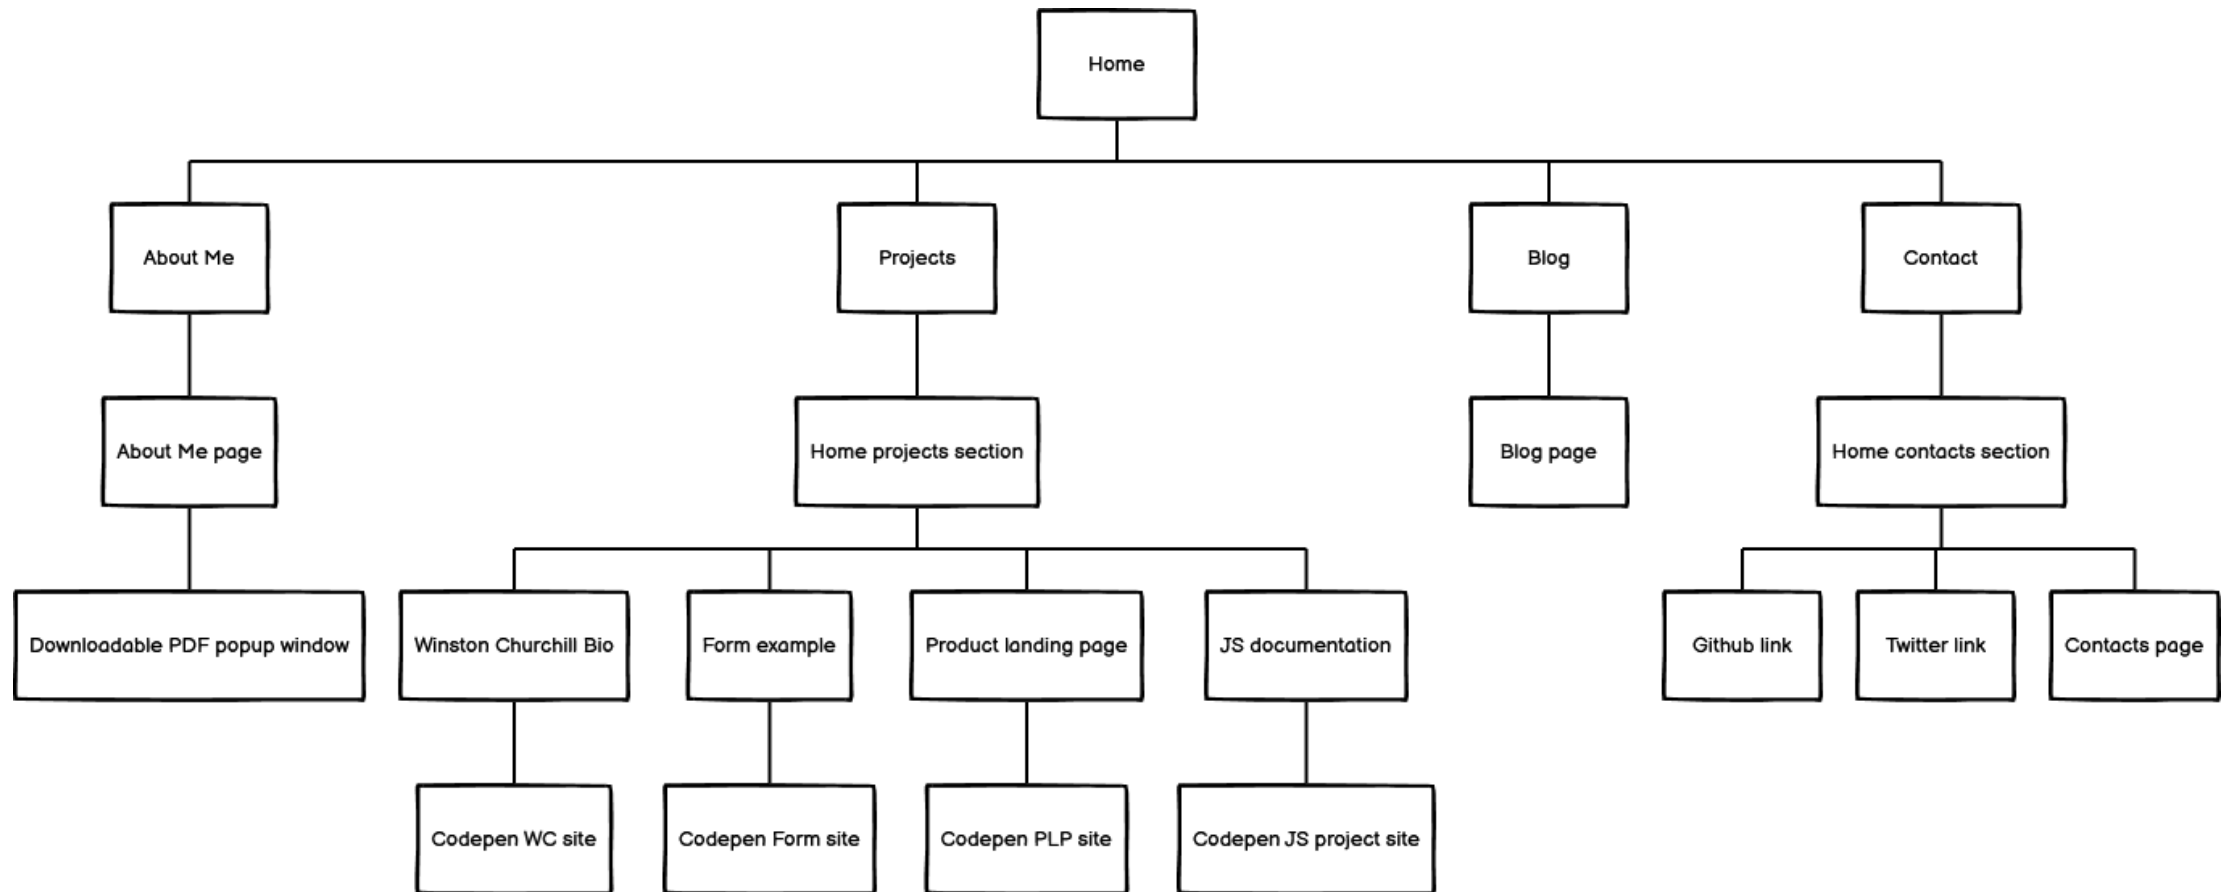 Home
About Me
Projects
Blog
Contact
About Me page
Home projects section
Blog page
Home contacts section
Downloadable PDF popup window
Winston Churchill Bio
Form example
Product landing page
JS documentation
Github link
Twitter link
Contacts page
Codepen WC site
Codepen Form site
Codepen PLP site
Codepen JS project site